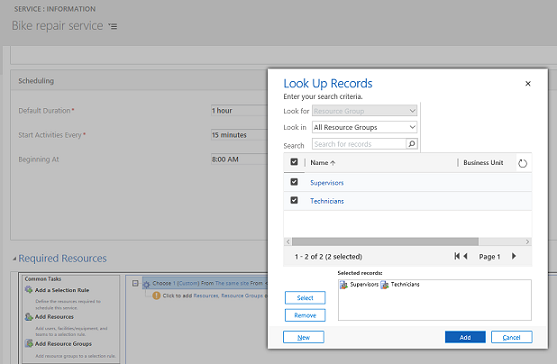 SERVICE : INFORMATION
Bike repair service
Scheduling
Default Duration* 1 hour
Start Activities Every* 15 minutes
Beginning At 8:00 AM
Required Resources
Common Tasks
Add a Selection Rule
Define the resources required to
schedule this service.
Add Resources
Add users, facilities/equipment, and
teams to a selection rule.
Add Resource Groups
Add resource groups to a selection rule.
Choose 1 (Custom) From The same site From
Click to add Resources, Resource Groups
Look Up Records
Enter your search criteria.
Look for Resource Group
Look in All Resource Groups
Search Search for records
Name Business Unit
Supervisors
Technicians
1 - 2 of 2 (2 selected) Page 1
Selected records:
Supervisors Technicians
Select
Remove
New Add Cancel